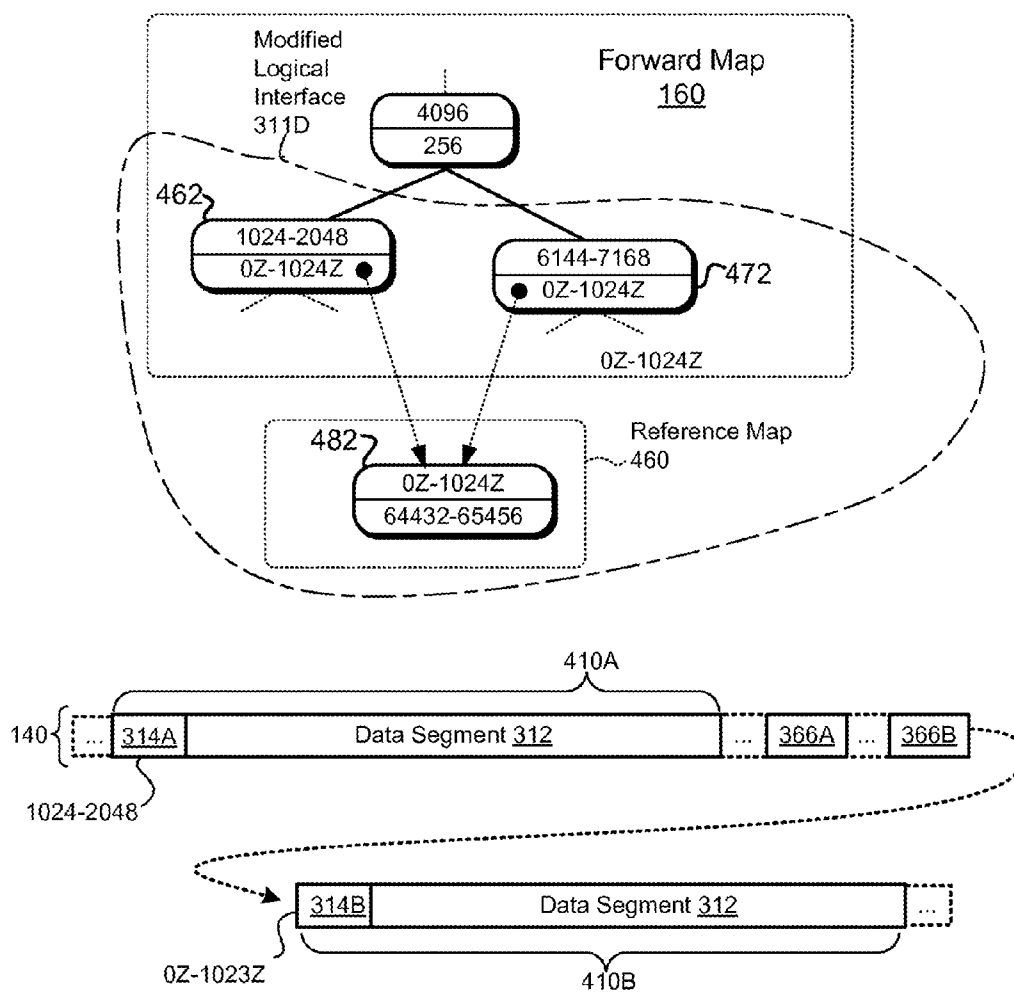 Modified
Logical
Interface
311D
Forward Map
160
4096
256
462
1024-2048
0Z-1024Z
6144-7168
0Z-1024Z
472
0Z-1024Z
482
Reference Map
460
0Z-1024Z
64432-65456
410A
140
... 314A Data Segment 312 ... 366A ... 366B
1024-2048
314B Data Segment 312 ...
0Z-1023Z
410B